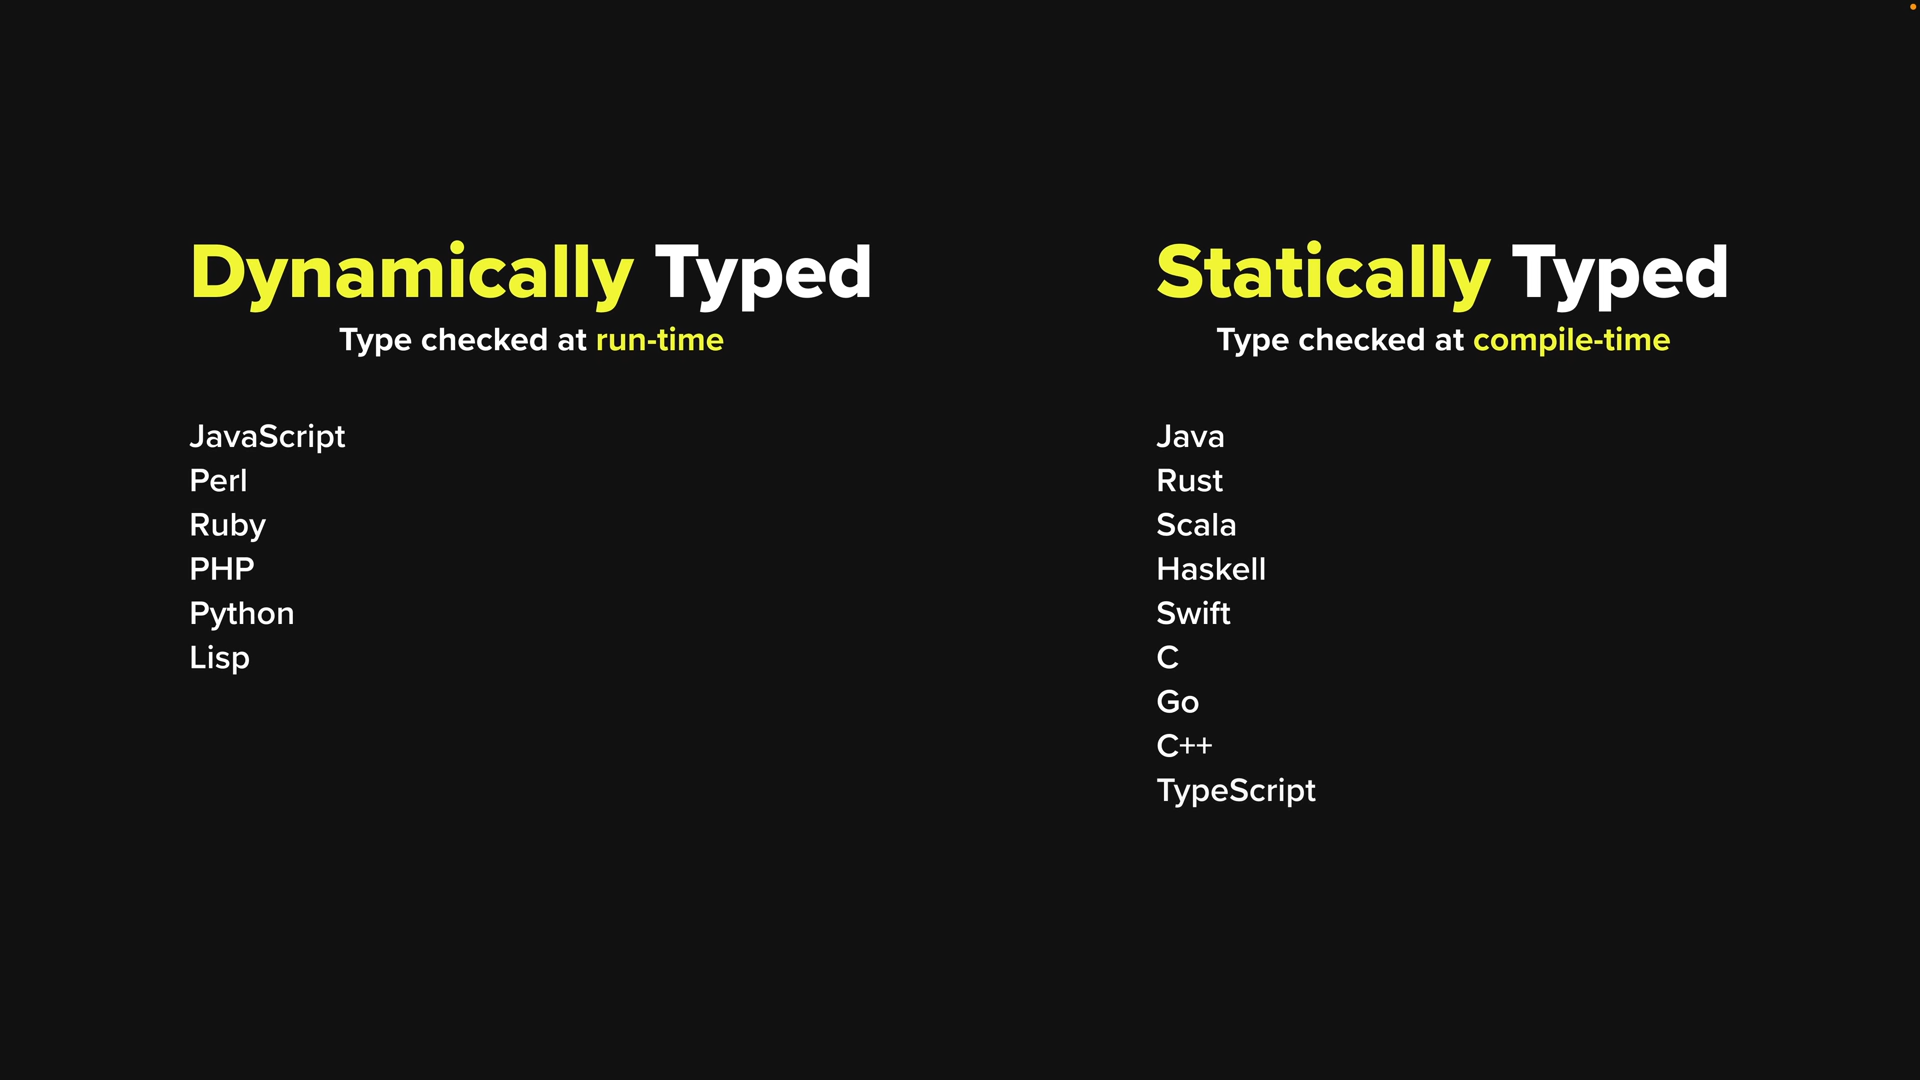 Dynamically Typed
Type checked at run-time
JavaScript
Perl
Ruby
PHP
Python
Lisp
Statically Typed
Type checked at compile-time
Java
Rust
Scala
Haskell
Swift
C
Go
C++
TypeScript